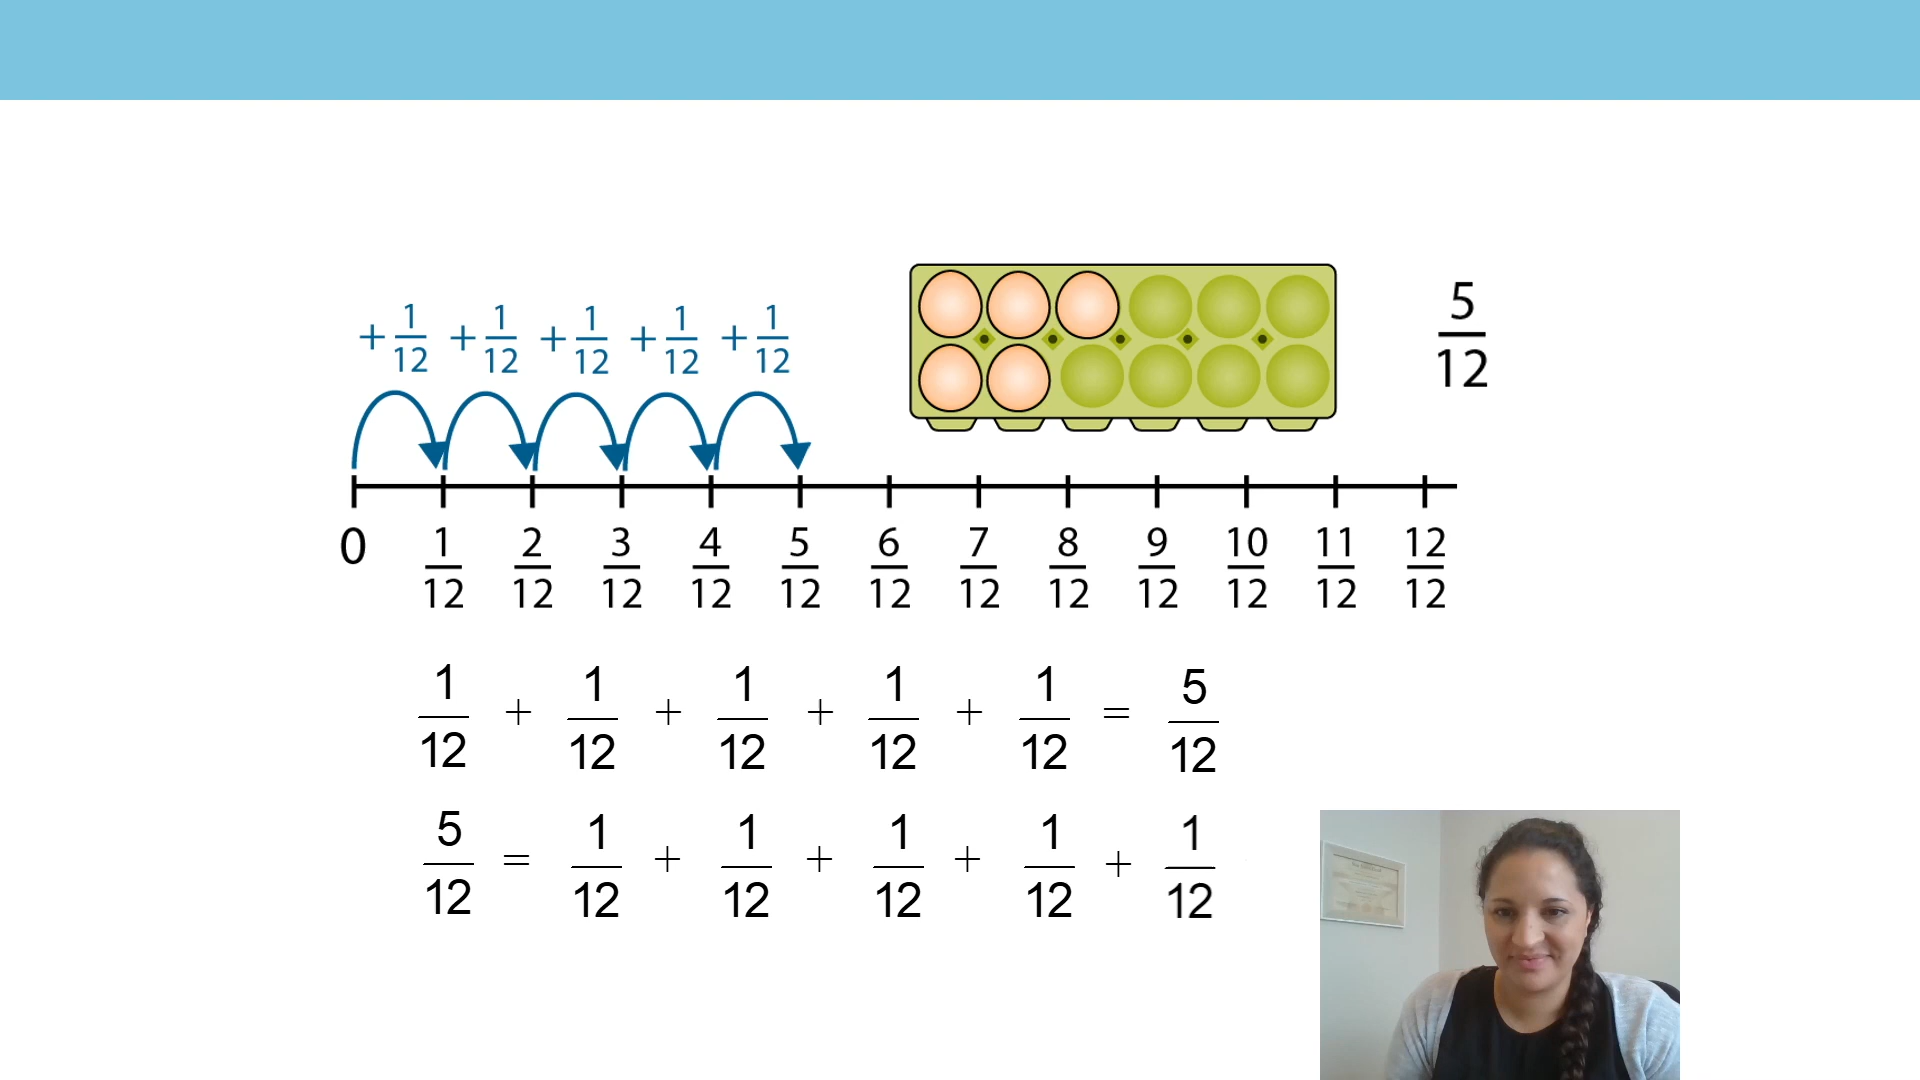 + 1/12 + 1/12 + 1/12 + 1/12 + 1/12
5/12
0 1/12 2/12 3/12 4/12 5/12 6/12 7/12 8/12 9/12 10/12 11/12 12/12
1/12 + 1/12 + 1/12 + 1/12 + 1/12 = 5/12
5/12 = 1/12 + 1/12 + 1/12 + 1/12 + 1/12